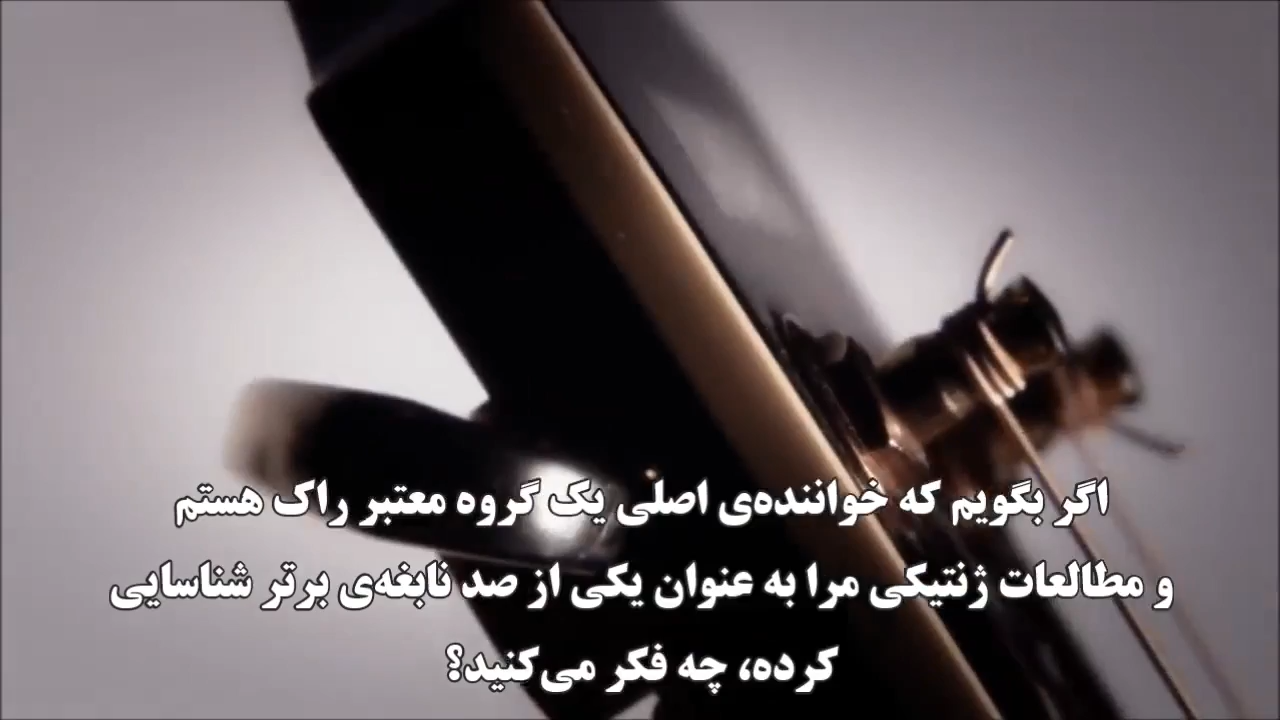 اگر بگویم که خواننده‌ی اصلی یک گروه معتبر راک هستم
و مطالعات ژنتیکی مرا به عنوان یکی از صد نابغه‌ی برتر شناسایی
کرده، چه فکر می‌کنید؟